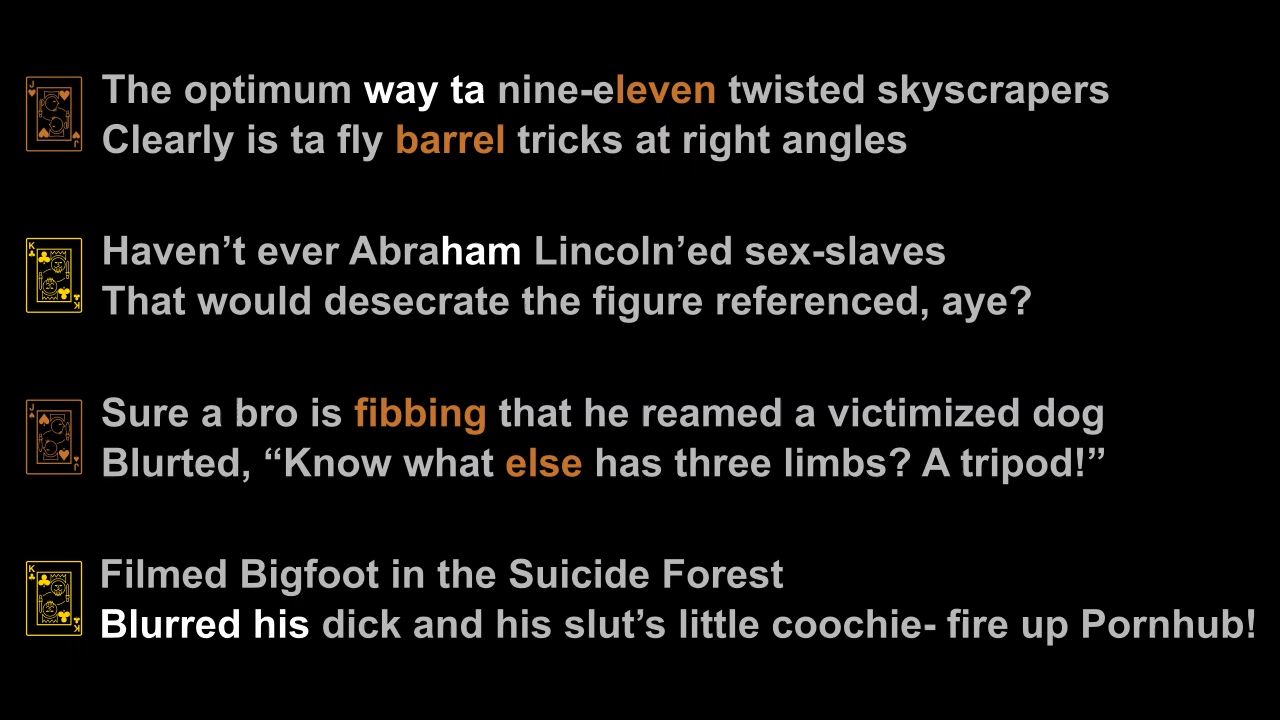 The optimum way ta nine-eleven twisted skyscrapers
Clearly is ta fly barrel tricks at right angles
Haven’t ever Abraham Lincoln’ed sex-slaves
That would desecrate the figure referenced, aye?
Sure a bro is fibbing that he reamed a victimized dog
Blurted, “Know what else has three limbs? A tripod!”
Filmed Bigfoot in the Suicide Forest
Blurred his dick and his slut’s little coochie- fire up Pornhub!